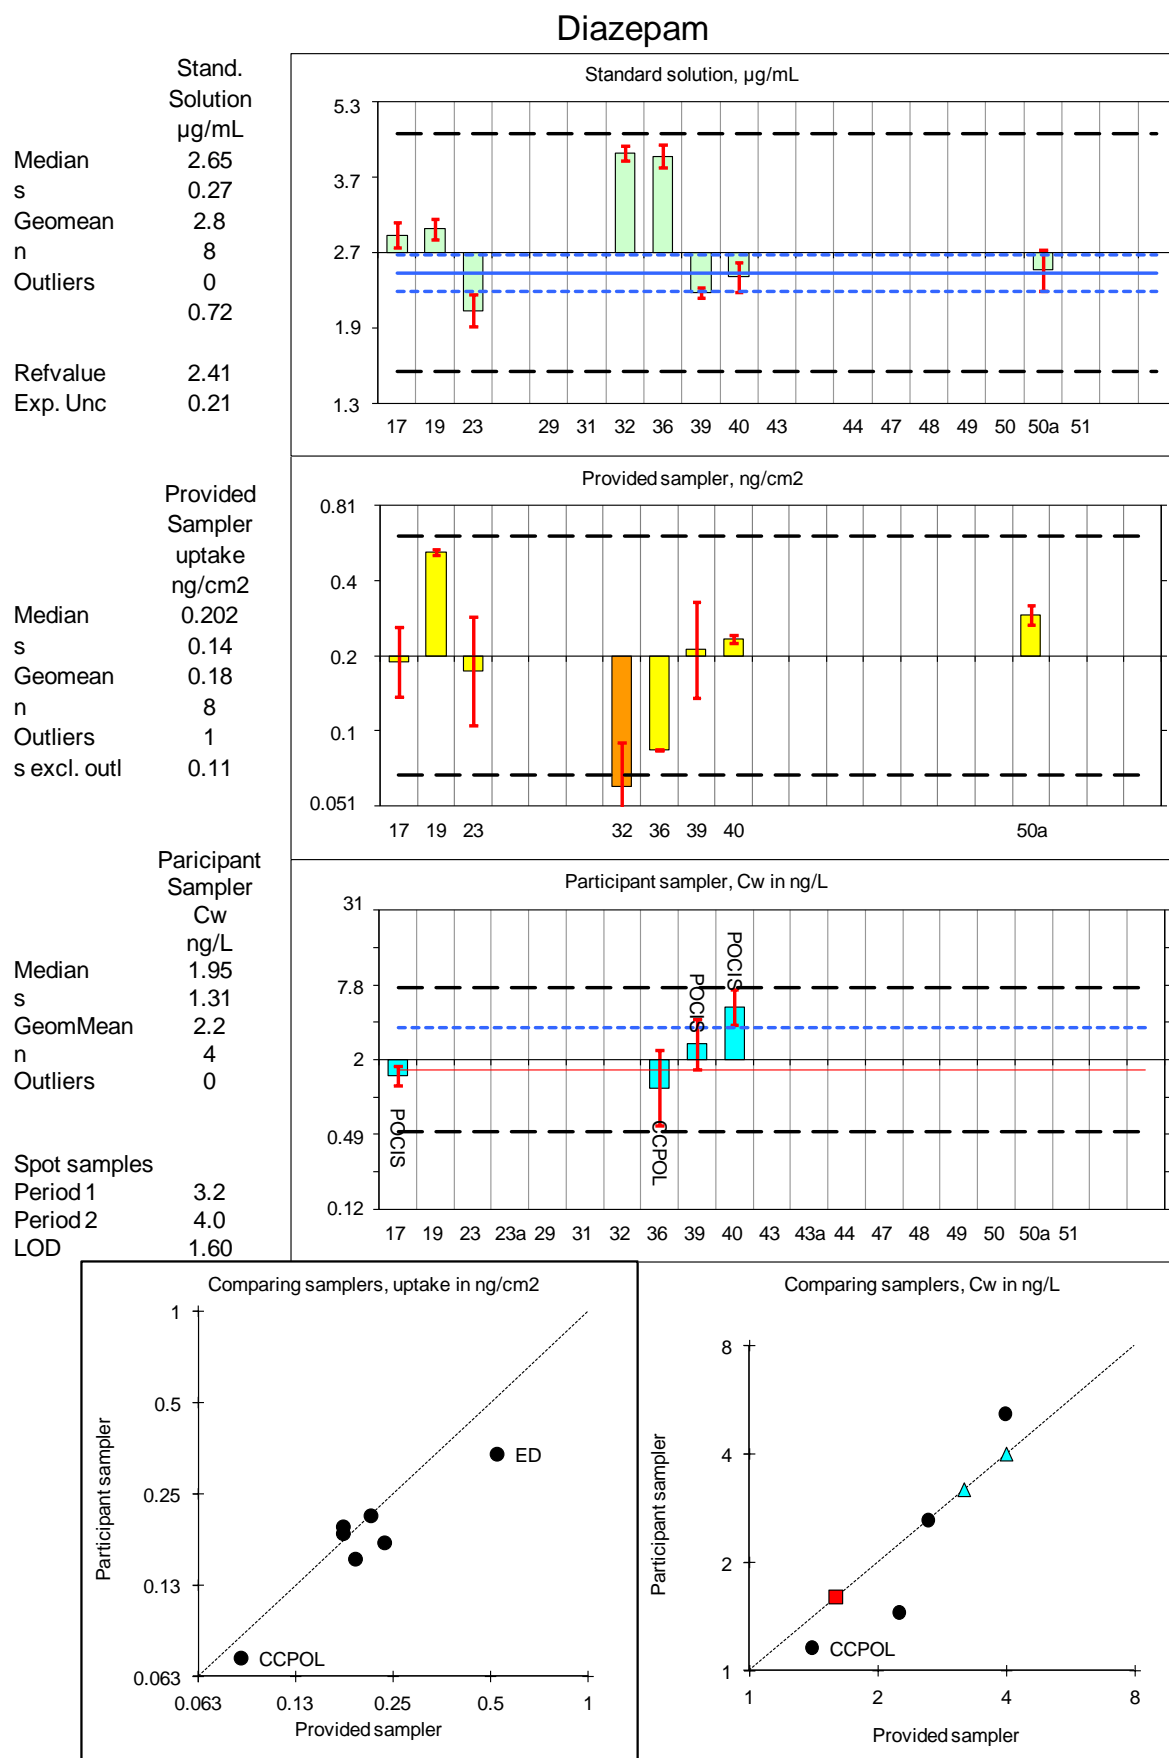 Diazepam
Stand.
Solution
µg/mL
Median 2.65
s 0.27
Geomean 2.8
n 8
Outliers 0
0.72
Refvalue 2.41
Exp. Unc 0.21
Standard solution, µg/mL
5.3
3.7
2.7
1.9
1.3
17 19 23 29 31 32 36 39 40 43 44 47 48 49 50 50a 51
Provided
Sampler
uptake
ng/cm2
Median 0.202
s 0.14
Geomean 0.18
n 8
Outliers 1
s excl. outl 0.11
Provided sampler, ng/cm2
0.81
0.4
0.2
0.1
0.051
17 19 23 32 36 39 40 50a
Paricipant
Sampler
Cw
ng/L
Median 1.95
s 1.31
GeomMean 2.2
n 4
Outliers 0
Spot samples
Period 1 3.2
Period 2 4.0
LOD 1.60
Participant sampler, Cw in ng/L
31
7.8
2
0.49
0.12
POCIS
CCPOL
POCIS
POCIS
17 19 23 23a 29 31 32 36 39 40 43 43a 44 47 48 49 50 50a 51
Comparing samplers, uptake in ng/cm2
Participant sampler
1
0.5
0.25
0.13
0.063
ED
CCPOL
0.063 0.13 0.25 0.5 1
Provided sampler
Comparing samplers, Cw in ng/L
Participant sampler
8
4
2
1
CCPOL
1 2 4 8
Provided sampler